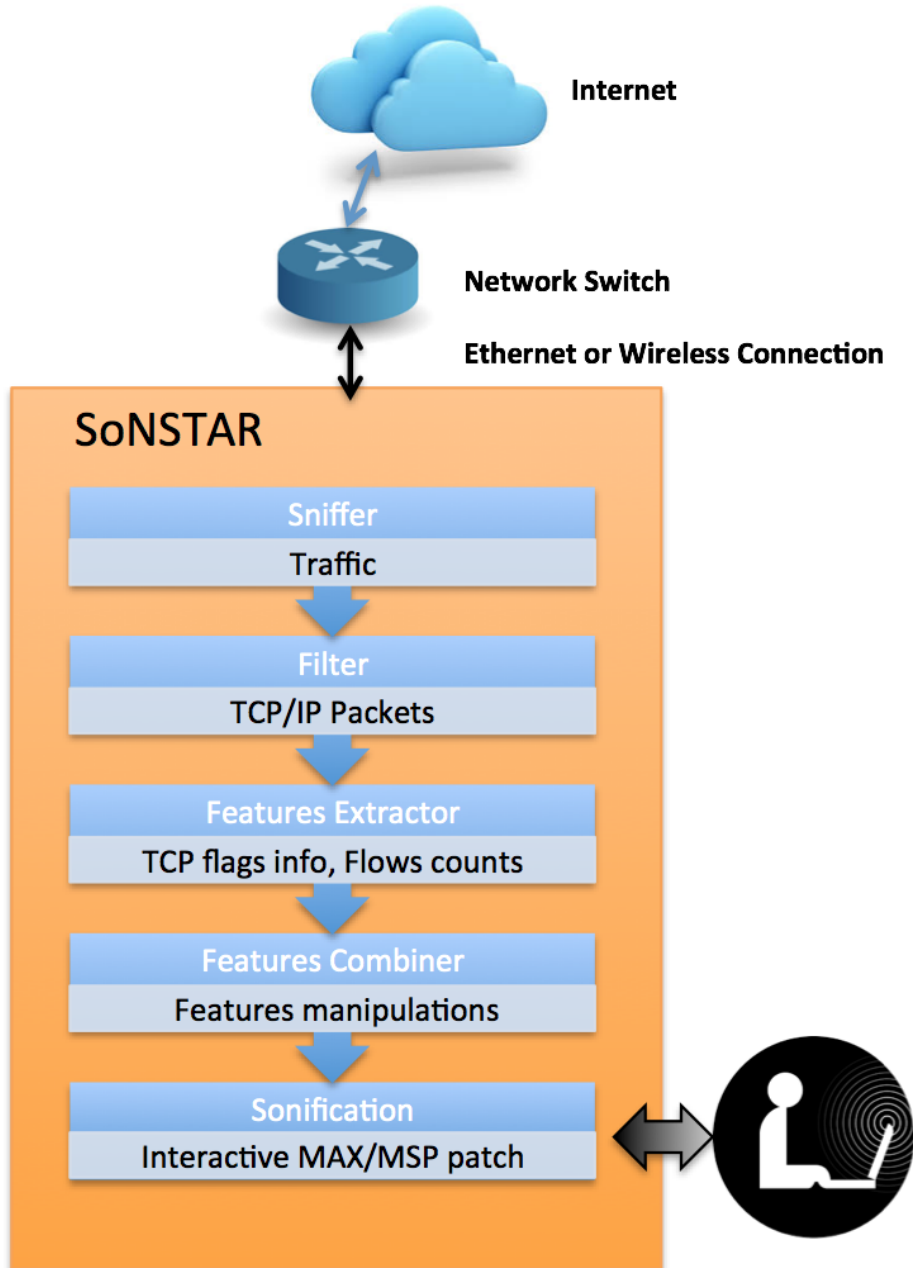 Internet
Network Switch
Ethernet or Wireless Connection
SoNSTAR
Sniffer
Traffic
Filter
TCP/IP Packets
Features Extractor
TCP flags info, Flows counts
Features Combiner
Features manipulations
Sonification
Interactive MAX/MSP patch